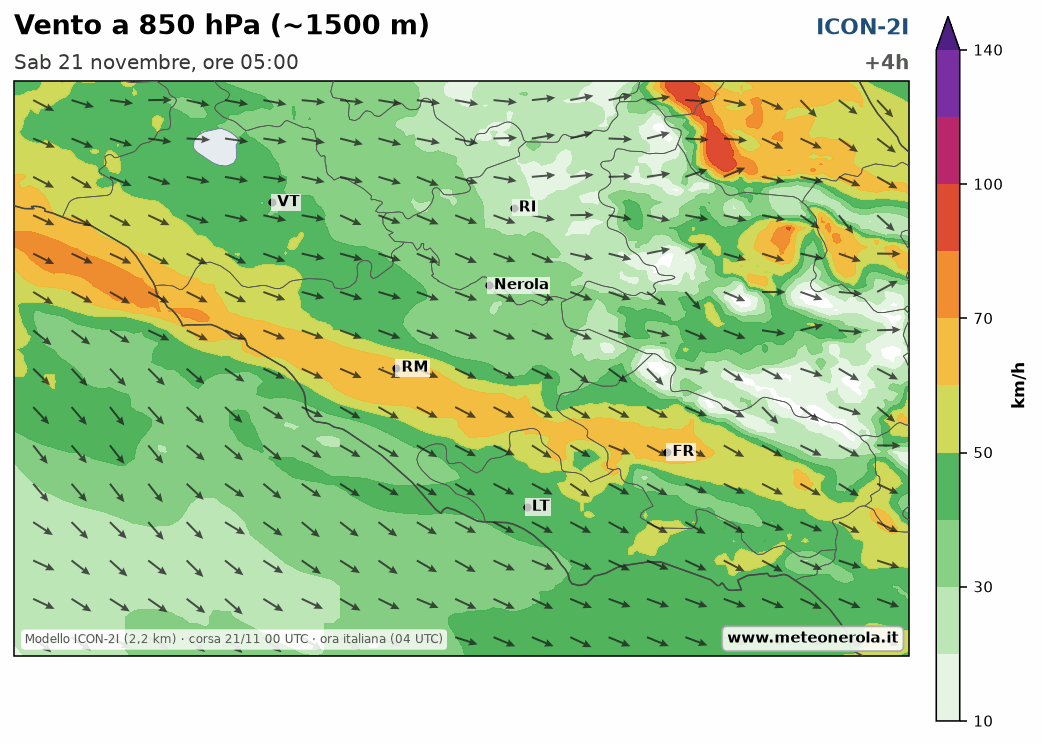 Vento a 850 hPa (~1500 m)
ICON-2I
Sab 21 novembre, ore 05:00
+4h
140
100
70
50
30
10
km/h
VT
RI
Nerola
RM
FR
LT
Modello ICON-2I (2,2 km) · corsa 21/11 00 UTC · ora italiana (04 UTC)
www.meteonerola.it